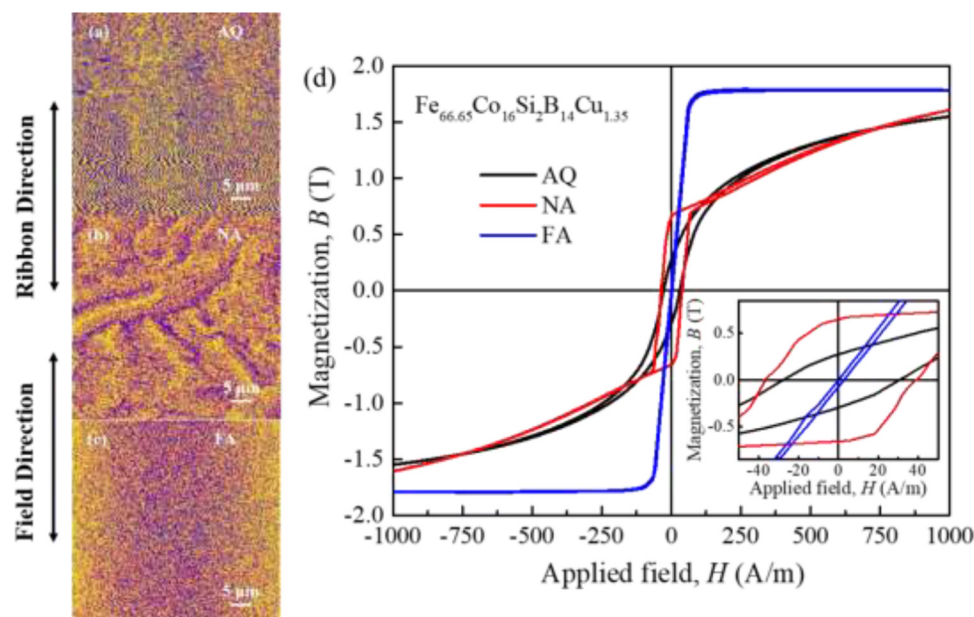 Ribbon Direction
Field Direction
(a)
AQ
5 μm
(b)
NA
5 μm
(c)
FA
5 μm
(d)
Fe66.65Co16Si2B14Cu1.35
AQ
NA
FA
Magnetization, B (T)
2.0
1.5
1.0
0.5
0.0
-0.5
-1.0
-1.5
-2.0
-1000 -750 -500 -250 0 250 500 750 1000
Applied field, H (A/m)
Magnetization, B (T)
0.5
0.0
-0.5
-40 -20 0 20 40
Applied field, H (A/m)